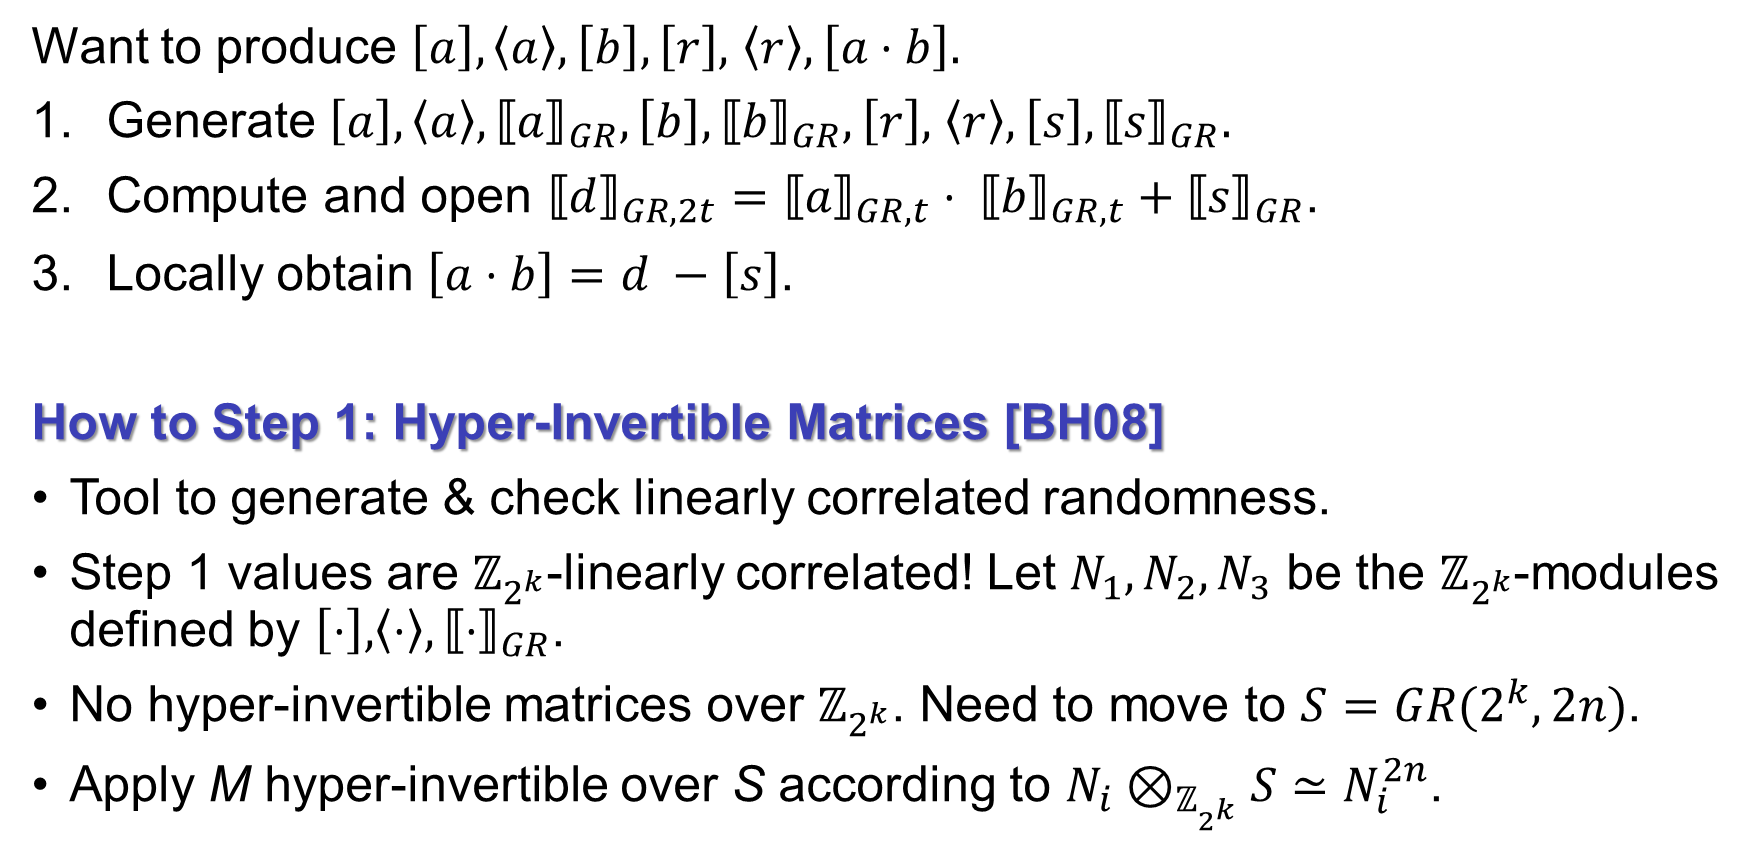 Want to produce [a],⟨a⟩,[b],[r],⟨r⟩,[a · b].
1. Generate [a],⟨a⟩,⟦a⟧_GR,[b],⟦b⟧_GR,[r],⟨r⟩,[s],⟦s⟧_GR.
2. Compute and open ⟦d⟧_GR,2t = ⟦a⟧_GR,t · ⟦b⟧_GR,t + ⟦s⟧_GR.
3. Locally obtain [a · b] = d − [s].
How to Step 1: Hyper-Invertible Matrices [BH08]
• Tool to generate & check linearly correlated randomness.
• Step 1 values are ℤ_2^k-linearly correlated! Let N₁, N₂, N₃ be the ℤ_2^k-modules
defined by [·],⟨·⟩,⟦·⟧_GR.
• No hyper-invertible matrices over ℤ_2^k. Need to move to S = GR(2^k, 2n).
• Apply M hyper-invertible over S according to N_i ⊗_ℤ_2^k S ≃ N_i^2n.